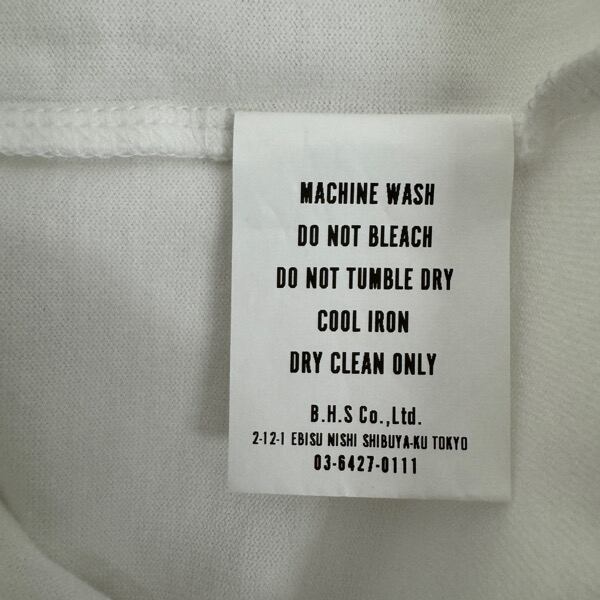 MACHINE WASH
DO NOT BLEACH
DO NOT TUMBLE DRY
COOL IRON
DRY CLEAN ONLY
B.H.S Co.,Ltd.
2-12-1 EBISU NISHI SHIBUYA-KU TOKYO
03-6427-0111